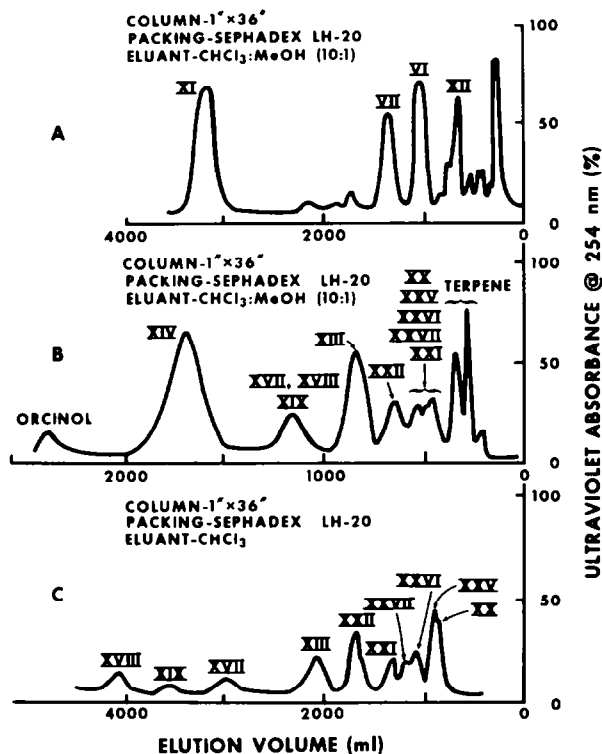 COLUMN-1"×36"
PACKING-SEPHADEX LH-20
ELUANT-CHCl₃:MeOH (10:1)
A
XI
VII
VI
XII
100
50
0
4000
2000
0
COLUMN-1"×36"
PACKING-SEPHADEX LH-20
ELUANT-CHCl₃:MeOH (10:1)
B
ORCINOL
XIV
XVII, XVIII
XIX
XIII
XXII
XX
XXV
XXVI
XXVII
XXI
TERPENE
100
50
0
2000
1000
0
COLUMN-1"×36"
PACKING-SEPHADEX LH-20
ELUANT-CHCl₃
C
XVIII
XIX
XVII
XIII
XXII
XXI
XXVII
XXVI
XXV
XX
100
50
0
4000
2000
0
ELUTION VOLUME (ml)
ULTRAVIOLET ABSORBANCE @ 254 nm (%)